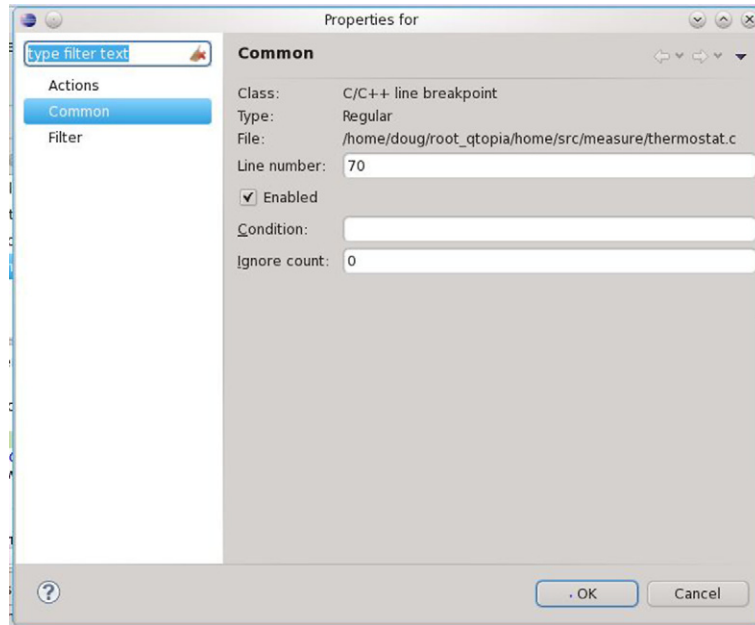 Properties for
type filter text
Actions
Common
Filter
Common
Class: C/C++ line breakpoint
Type: Regular
File: /home/doug/root_qtopia/home/src/measure/thermostat.c
Line number: 70
Enabled
Condition:
Ignore count: 0
?
OK
Cancel